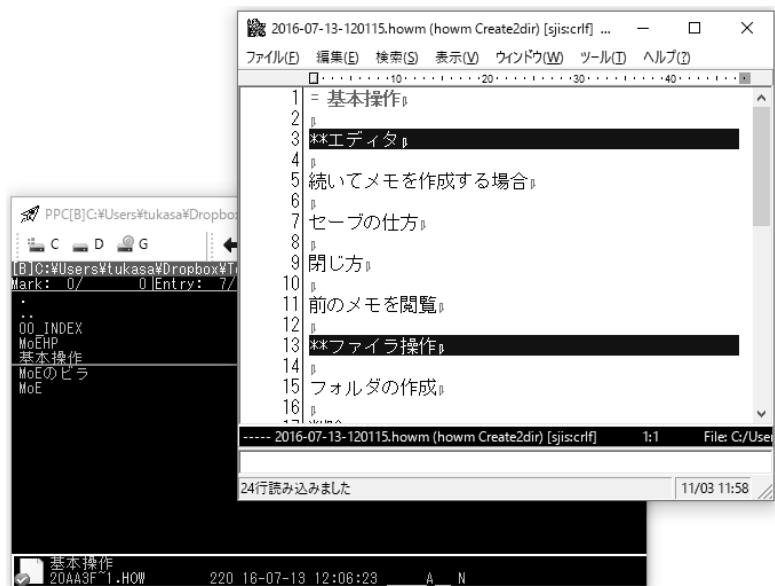 2016-07-13-120115.howm (howm Create2dir) [sjis:crlf] ...
ファイル(F) 編集(E) 検索(S) 表示(V) ウインドウ(W) ツール(T) ヘルプ(?)
10 20 30 40
1 = 基本操作
2
3 **エディタ
4
5 続いてメモを作成する場合
6
7 セーブの仕方
8
9 閉じ方
10
11 前のメモを閲覧
12
13 **ファイラ操作
14
15 フォルダの作成
16
----- 2016-07-13-120115.howm (howm Create2dir) [sjis:crlf] 1:1 File: C:/User
24行読み込みました 11/03 11:58
PPC[B]C:¥Users¥tukasa¥Dropbo
C D G
[B]C:¥Users¥tukasa¥Dropbox¥T
Mark: 0/ 0 Entry: 7/
.
..
00_INDEX
MoEHP
基本操作
MoEのビラ
MoE
基本操作
20AA3F~1.HOW 220 16-07-13 12:06:23 _____A__ N